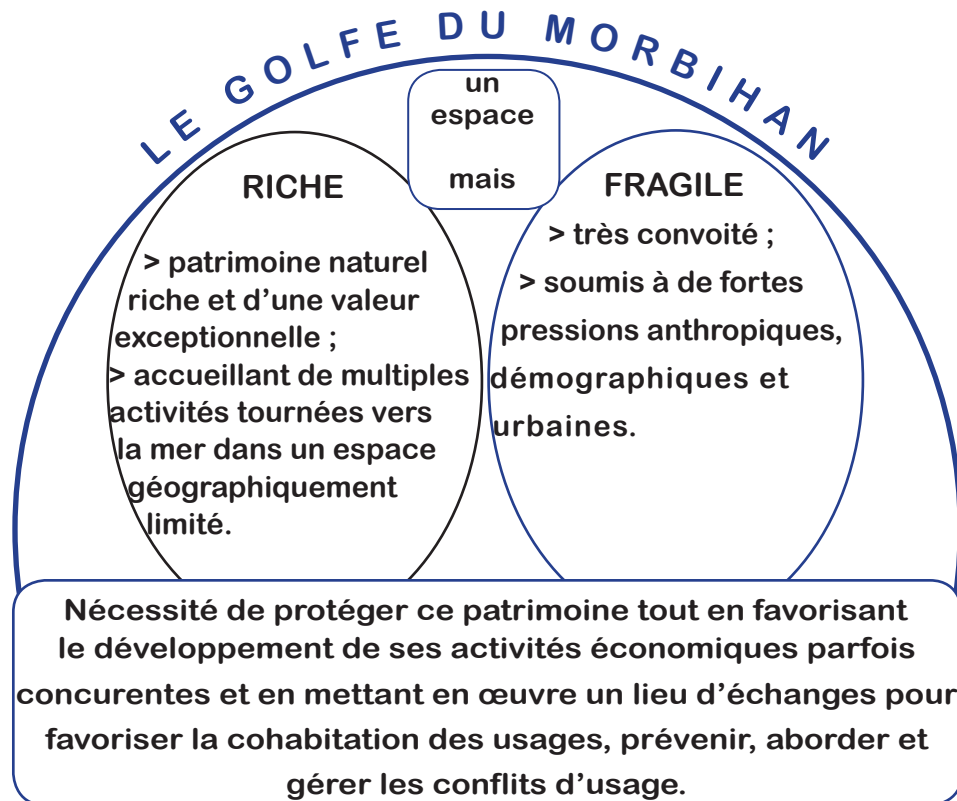 LE GOLFE DU MORBIHAN
un
espace
mais
RICHE
> patrimoine naturel
riche et d'une valeur
exceptionnelle ;
> accueillant de multiples
activités tournées vers
la mer dans un espace
géographiquement
limité.
FRAGILE
> très convoité ;
> soumis à de fortes
pressions anthropiques,
démographiques et
urbaines.
Nécessité de protéger ce patrimoine tout en favorisant
le développement de ses activités économiques parfois
concurentes et en mettant en œuvre un lieu d'échanges pour
favoriser la cohabitation des usages, prévenir, aborder et
gérer les conflits d'usage.